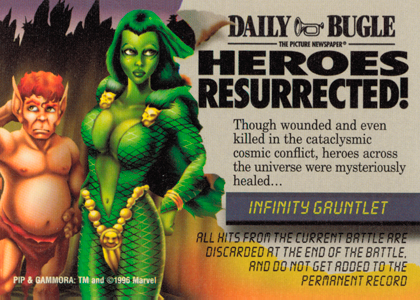 DAILY BUGLE
THE PICTURE NEWSPAPER®
HEROES
RESURRECTED!
Though wounded and even
killed in the cataclysmic
cosmic conflict, heroes across
the universe were mysteriously
healed...
INFINITY GAUNTLET
ALL HITS FROM THE CURRENT BATTLE ARE
DISCARDED AT THE END OF THE BATTLE,
AND DO NOT GET ADDED TO THE
PERMANENT RECORD
PIP & GAMMORA: TM and ©1996 Marvel